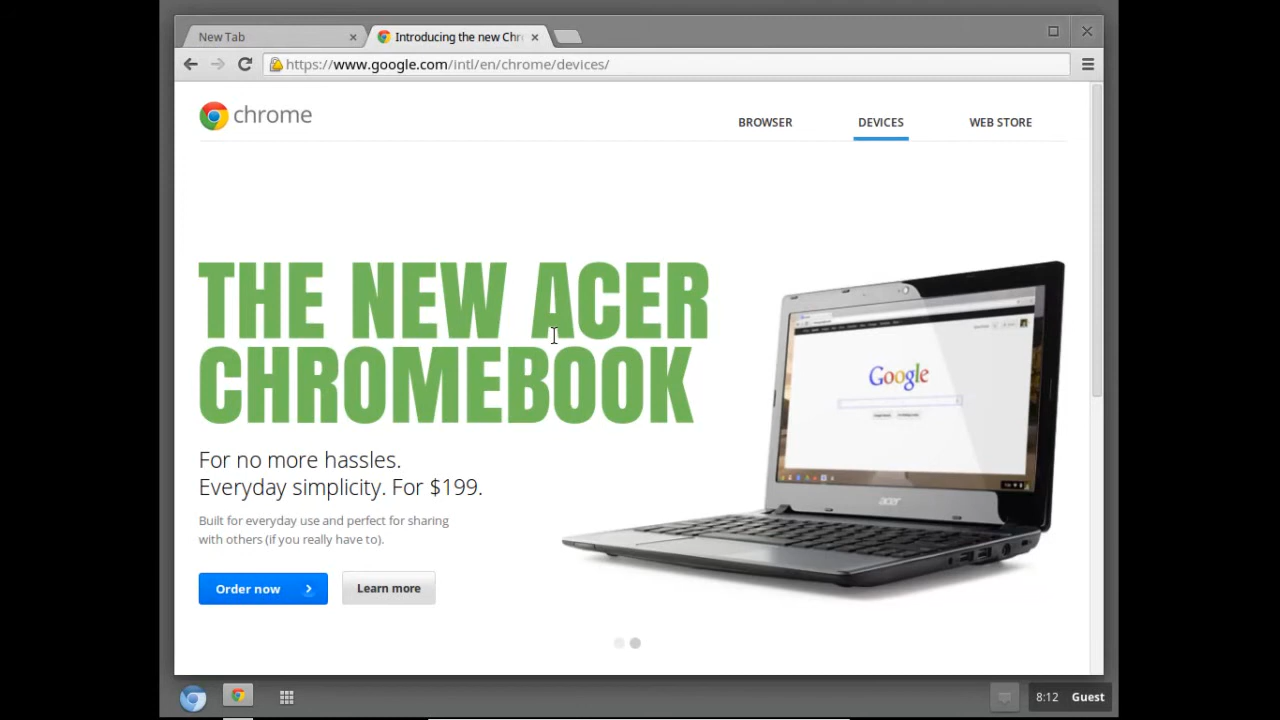 New Tab
Introducing the new Chr
https://www.google.com/intl/en/chrome/devices/
chrome
BROWSER
DEVICES
WEB STORE
THE NEW ACER
CHROMEBOOK
Google
acer
For no more hassles.
Everyday simplicity. For $199.
Built for everyday use and perfect for sharing
with others (if you really have to).
Order now
Learn more
8:12
Guest